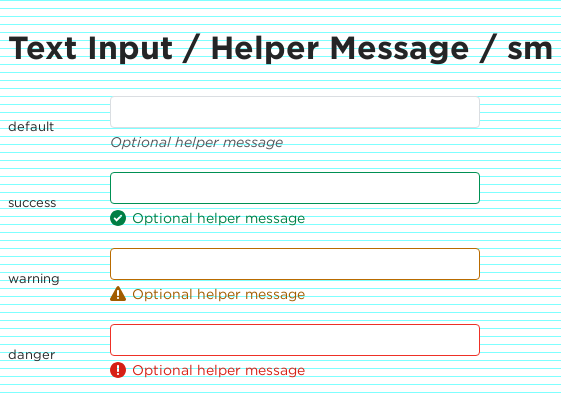 Text Input / Helper Message / sm
default
Optional helper message
success
Optional helper message
warning
Optional helper message
danger
Optional helper message